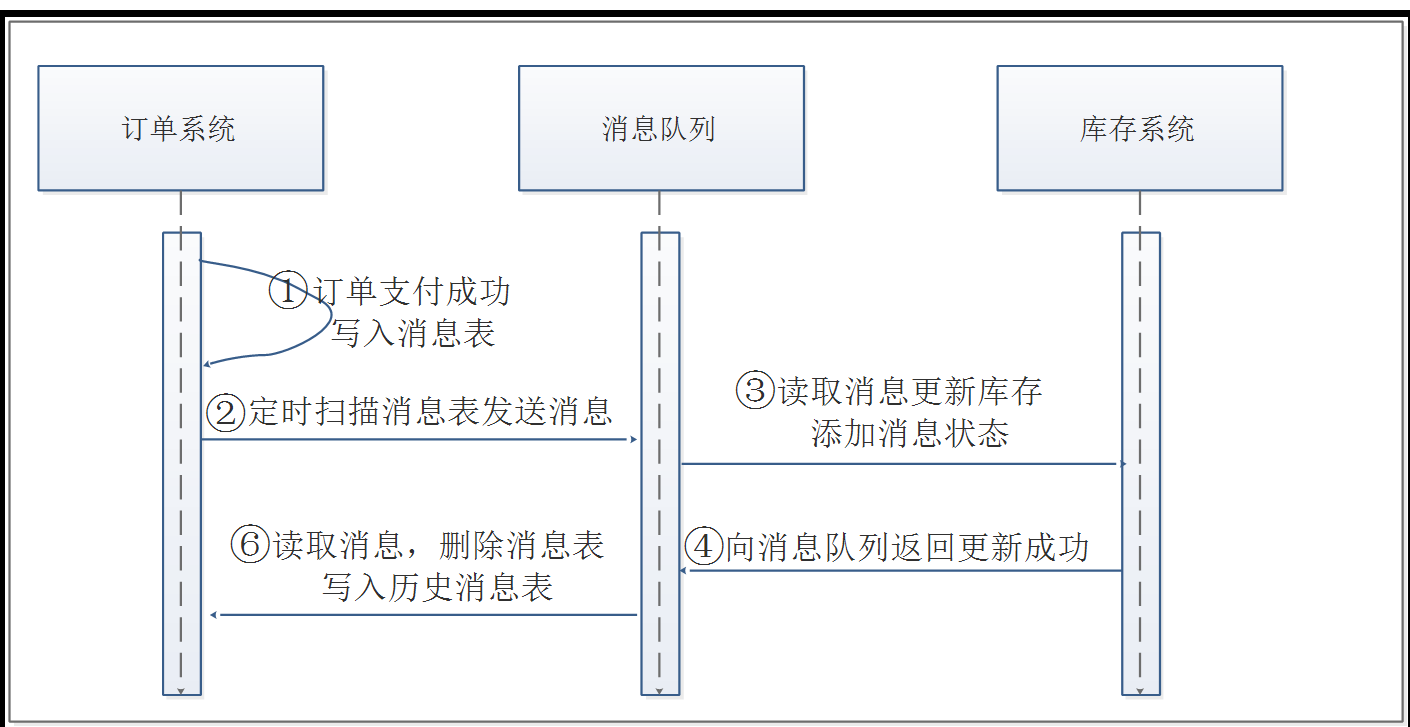 订单系统
消息队列
库存系统
①订单支付成功
写入消息表
②定时扫描消息表发送消息
③读取消息更新库存
添加消息状态
④向消息队列返回更新成功
⑥读取消息，删除消息表
写入历史消息表